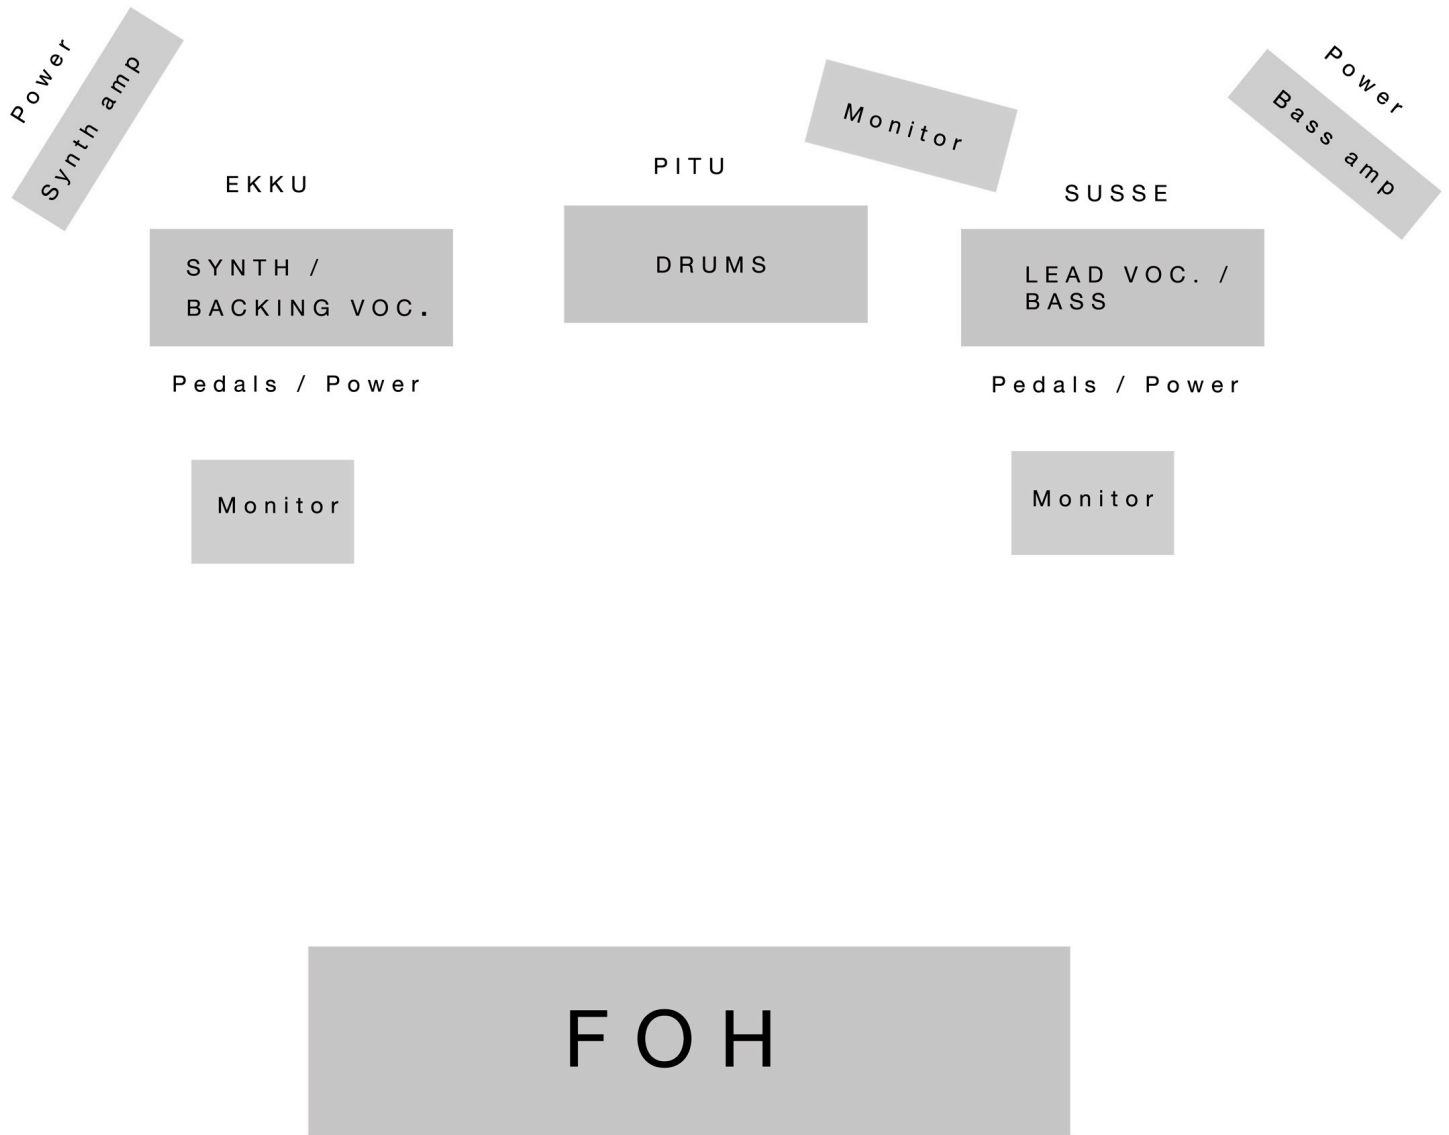 Power
Synth amp
EKKU
SYNTH /
BACKING VOC.
Pedals / Power
Monitor
PITU
DRUMS
Monitor
SUSSE
LEAD VOC. /
BASS
Pedals / Power
Monitor
Power
Bass amp
FOH